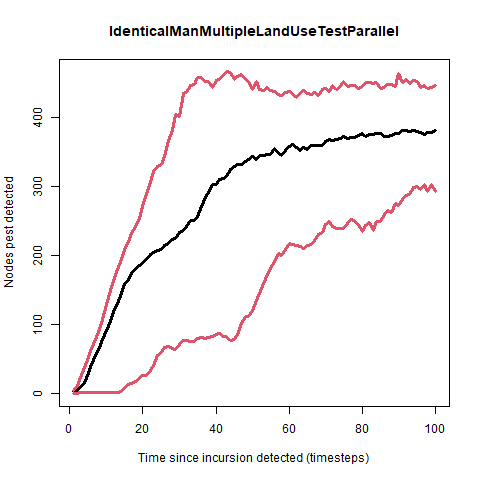 IdenticalManMultipleLandUseTestParallel
Nodes pest detected
400
300
200
100
0
0 20 40 60 80 100
Time since incursion detected (timesteps)